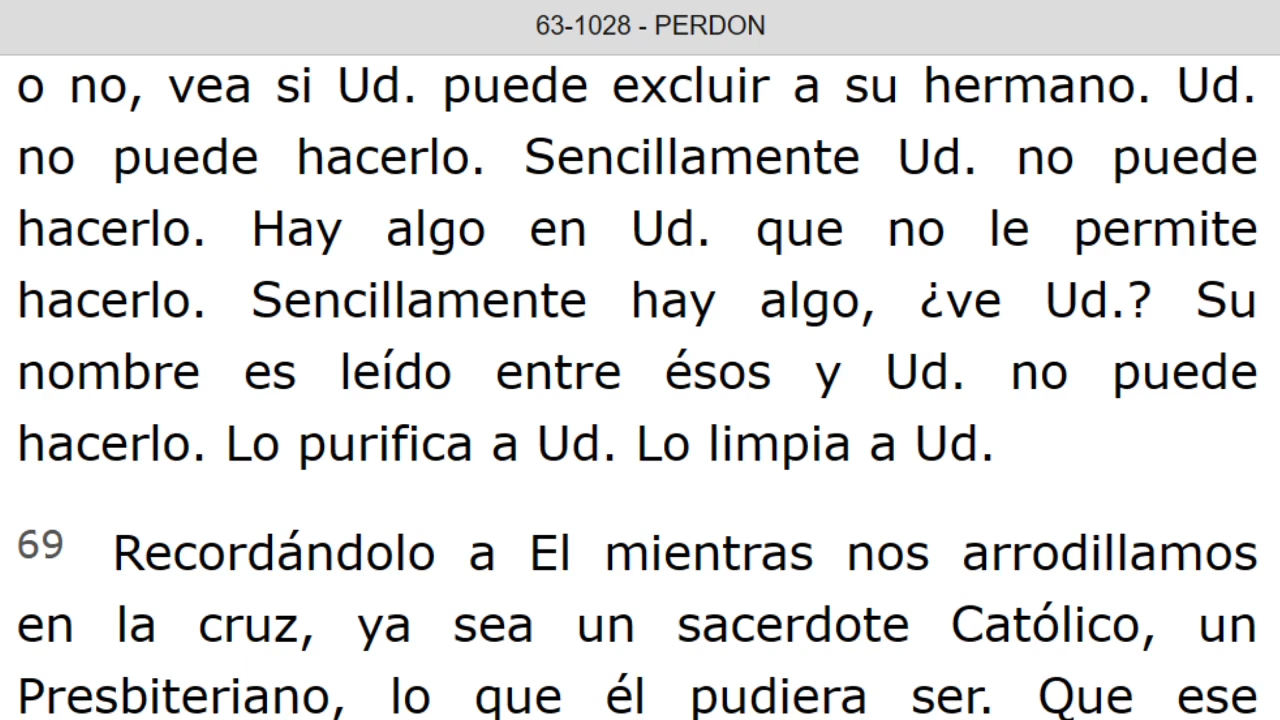 63-1028 - PERDON
o no, vea si Ud. puede excluir a su hermano. Ud.
no puede hacerlo. Sencillamente Ud. no puede
hacerlo. Hay algo en Ud. que no le permite
hacerlo. Sencillamente hay algo, ¿ve Ud.? Su
nombre es leído entre ésos y Ud. no puede
hacerlo. Lo purifica a Ud. Lo limpia a Ud.
69 Recordándolo a El mientras nos arrodillamos
en la cruz, ya sea un sacerdote Católico, un
Presbiteriano, lo que él pudiera ser. Que ese